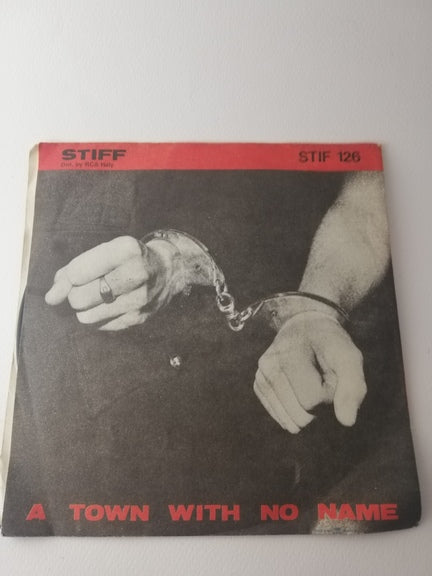 STIFF
Dist. by RCA Italy
STIF 126
A TOWN WITH NO NAME